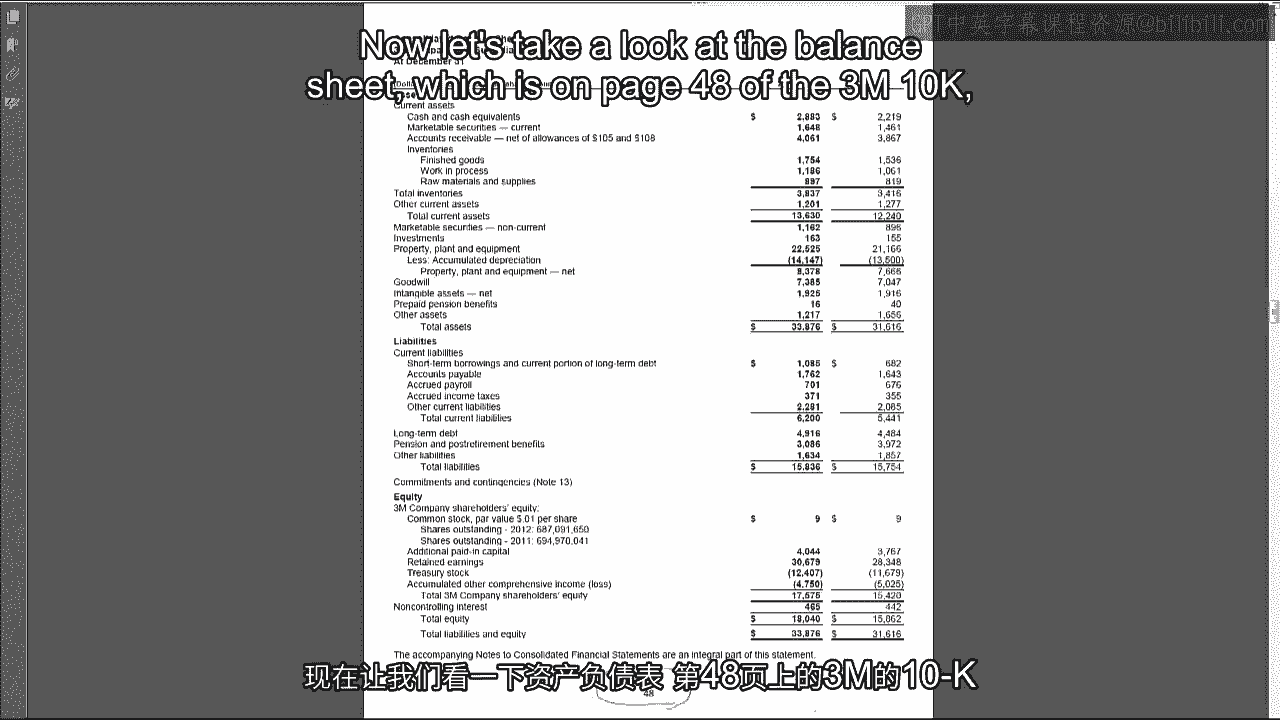 中英字幕课程资源@bilibili.com
Now let's take a look at the balance
sheet, which is on page 48 of the 3M 10K,
At December 31
Current assets
Cash and cash equivalents $ 2,883 $ 2,219
Marketable securities — current 1,648 1,461
Accounts receivable — net of allowances of $105 and $108 4,061 3,867
Inventories
Finished goods 1,754 1,536
Work in process 1,186 1,061
Raw materials and supplies 897 819
Total inventories 3,837 3,416
Other current assets 1,201 1,277
Total current assets 13,630 12,240
Marketable securities — non-current 1,162 896
Investments 163 155
Property, plant and equipment 22,525 21,166
Less: Accumulated depreciation (14,147) (13,500)
Property, plant and equipment — net 8,378 7,666
Goodwill 7,385 7,047
Intangible assets — net 1,925 1,916
Prepaid pension benefits 16 40
Other assets 1,217 1,656
Total assets $ 33,876 $ 31,616
Liabilities
Current liabilities
Short-term borrowings and current portion of long-term debt $ 1,085 $ 682
Accounts payable 1,762 1,643
Accrued payroll 701 676
Accrued income taxes 371 355
Other current liabilities 2,281 2,085
Total current liabilities 6,200 5,441
Long-term debt 4,916 4,484
Pension and postretirement benefits 3,086 3,972
Other liabilities 1,634 1,857
Total liabilities $ 15,836 $ 15,754
Commitments and contingencies (Note 13)
Equity
3M Company shareholders' equity:
Common stock, par value $.01 per share $ 9 $ 9
Shares outstanding - 2012: 687,091,650
Shares outstanding - 2011: 694,970,041
Additional paid-in capital 4,044 3,767
Retained earnings 30,679 28,348
Treasury stock (12,407) (11,679)
Accumulated other comprehensive income (loss) (4,750) (5,025)
Total 3M Company shareholders' equity 17,575 15,420
Noncontrolling interest 465 442
Total equity $ 18,040 $ 15,862
Total liabilities and equity $ 33,876 $ 31,616
The accompanying Notes to Consolidated Financial Statements are an integral part of this statement.
现在让我们看一下资产负债表 第48页上的3M的10-K
48